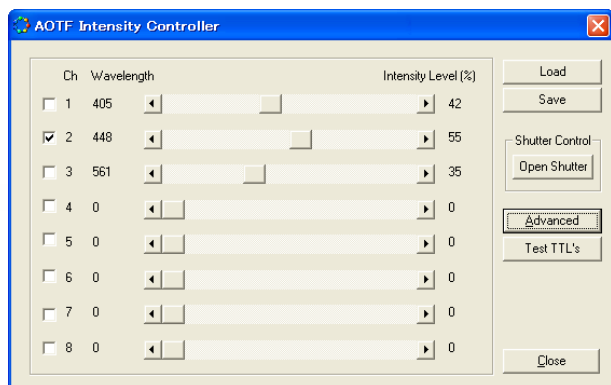 AOTF Intensity Controller
Ch Wavelength Intensity Level (%)
1 405 42
2 448 55
3 561 35
4 0 0
5 0 0
6 0 0
7 0 0
8 0 0
Load
Save
Shutter Control
Open Shutter
Advanced
Test TTL's
Close